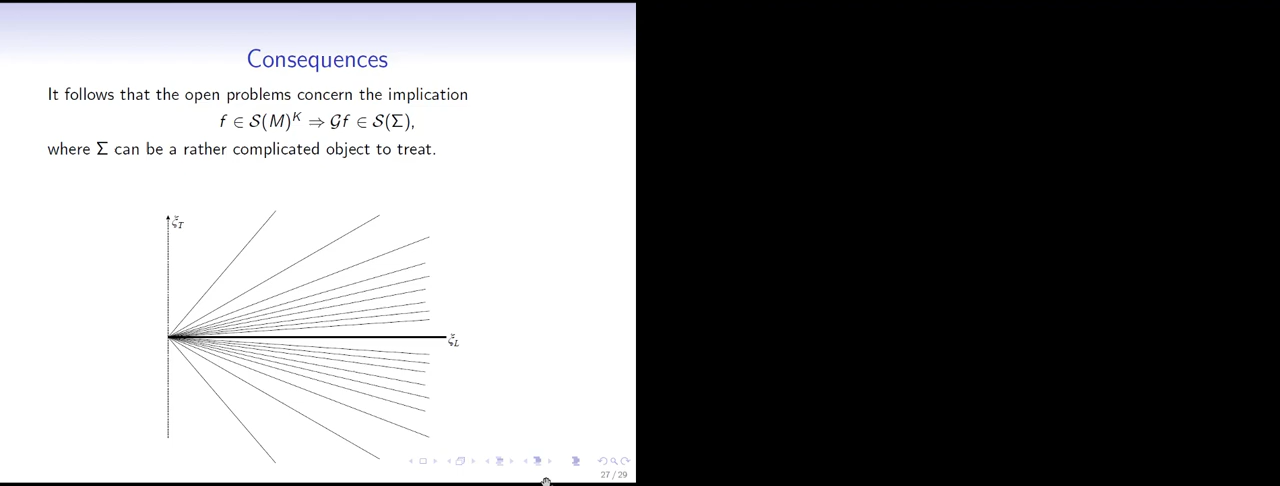 Consequences
It follows that the open problems concern the implication
f ∈ 𝒮(M)ᴷ ⇒ 𝒢f ∈ 𝒮(Σ),
where Σ can be a rather complicated object to treat.
ξ_T
ξ_L
27 / 29